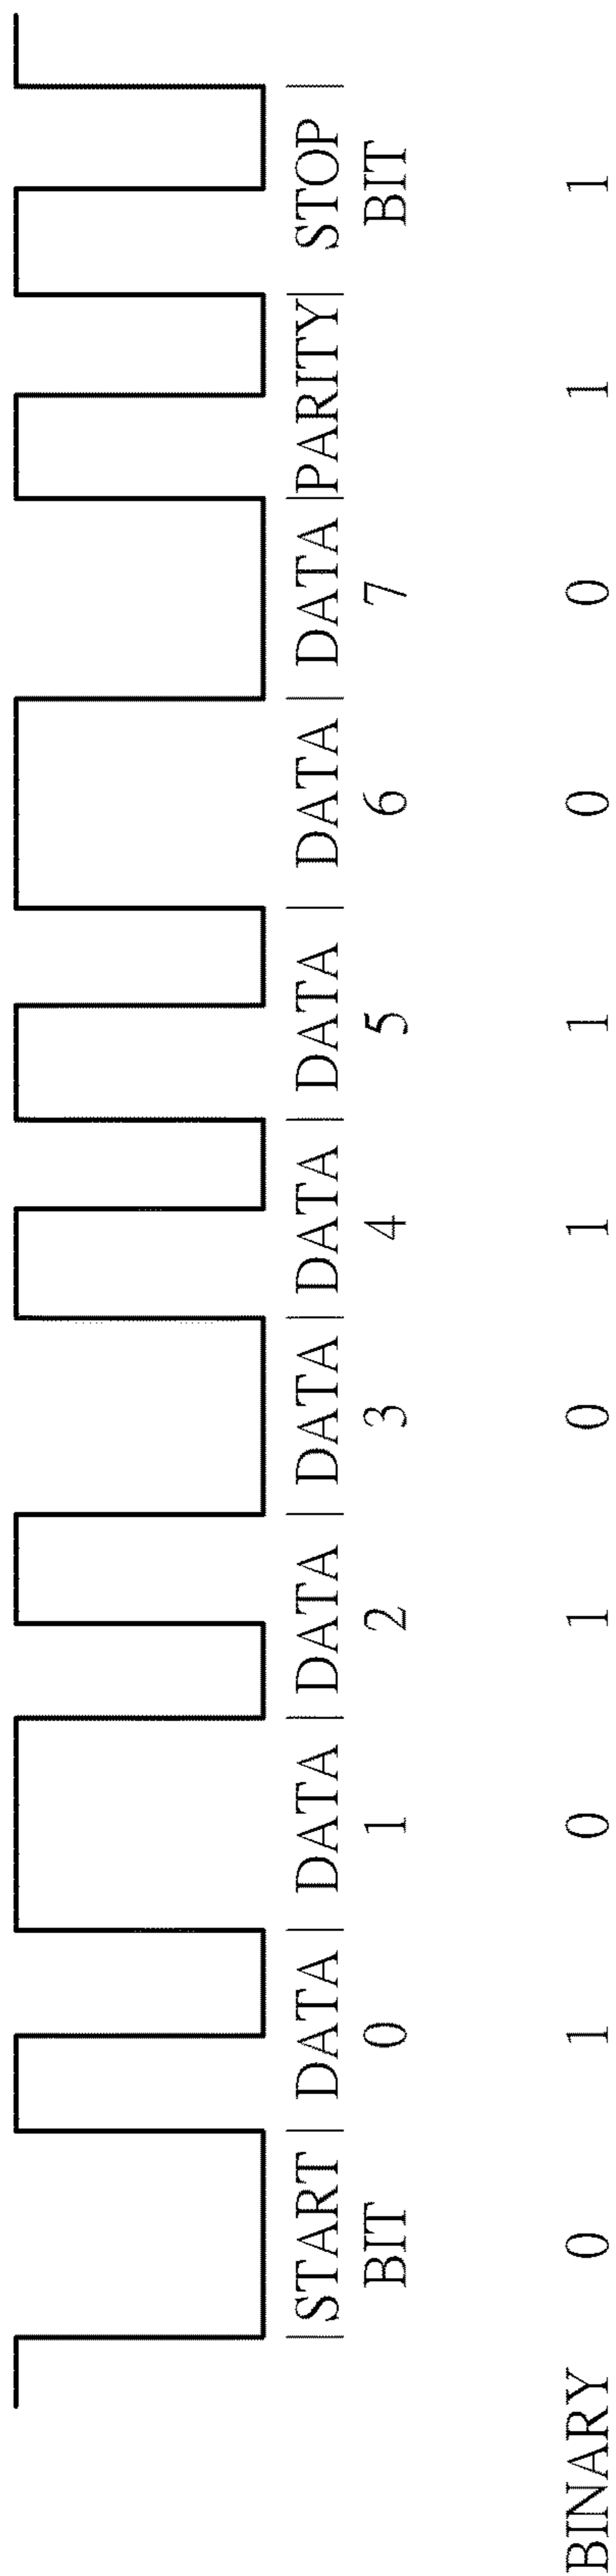 START | DATA | DATA | DATA | DATA | DATA | DATA | DATA | DATA | PARITY | STOP
BIT 0 1 2 3 4 5 6 7 BIT
BINARY 0 1 0 1 0 1 1 0 0 1 1